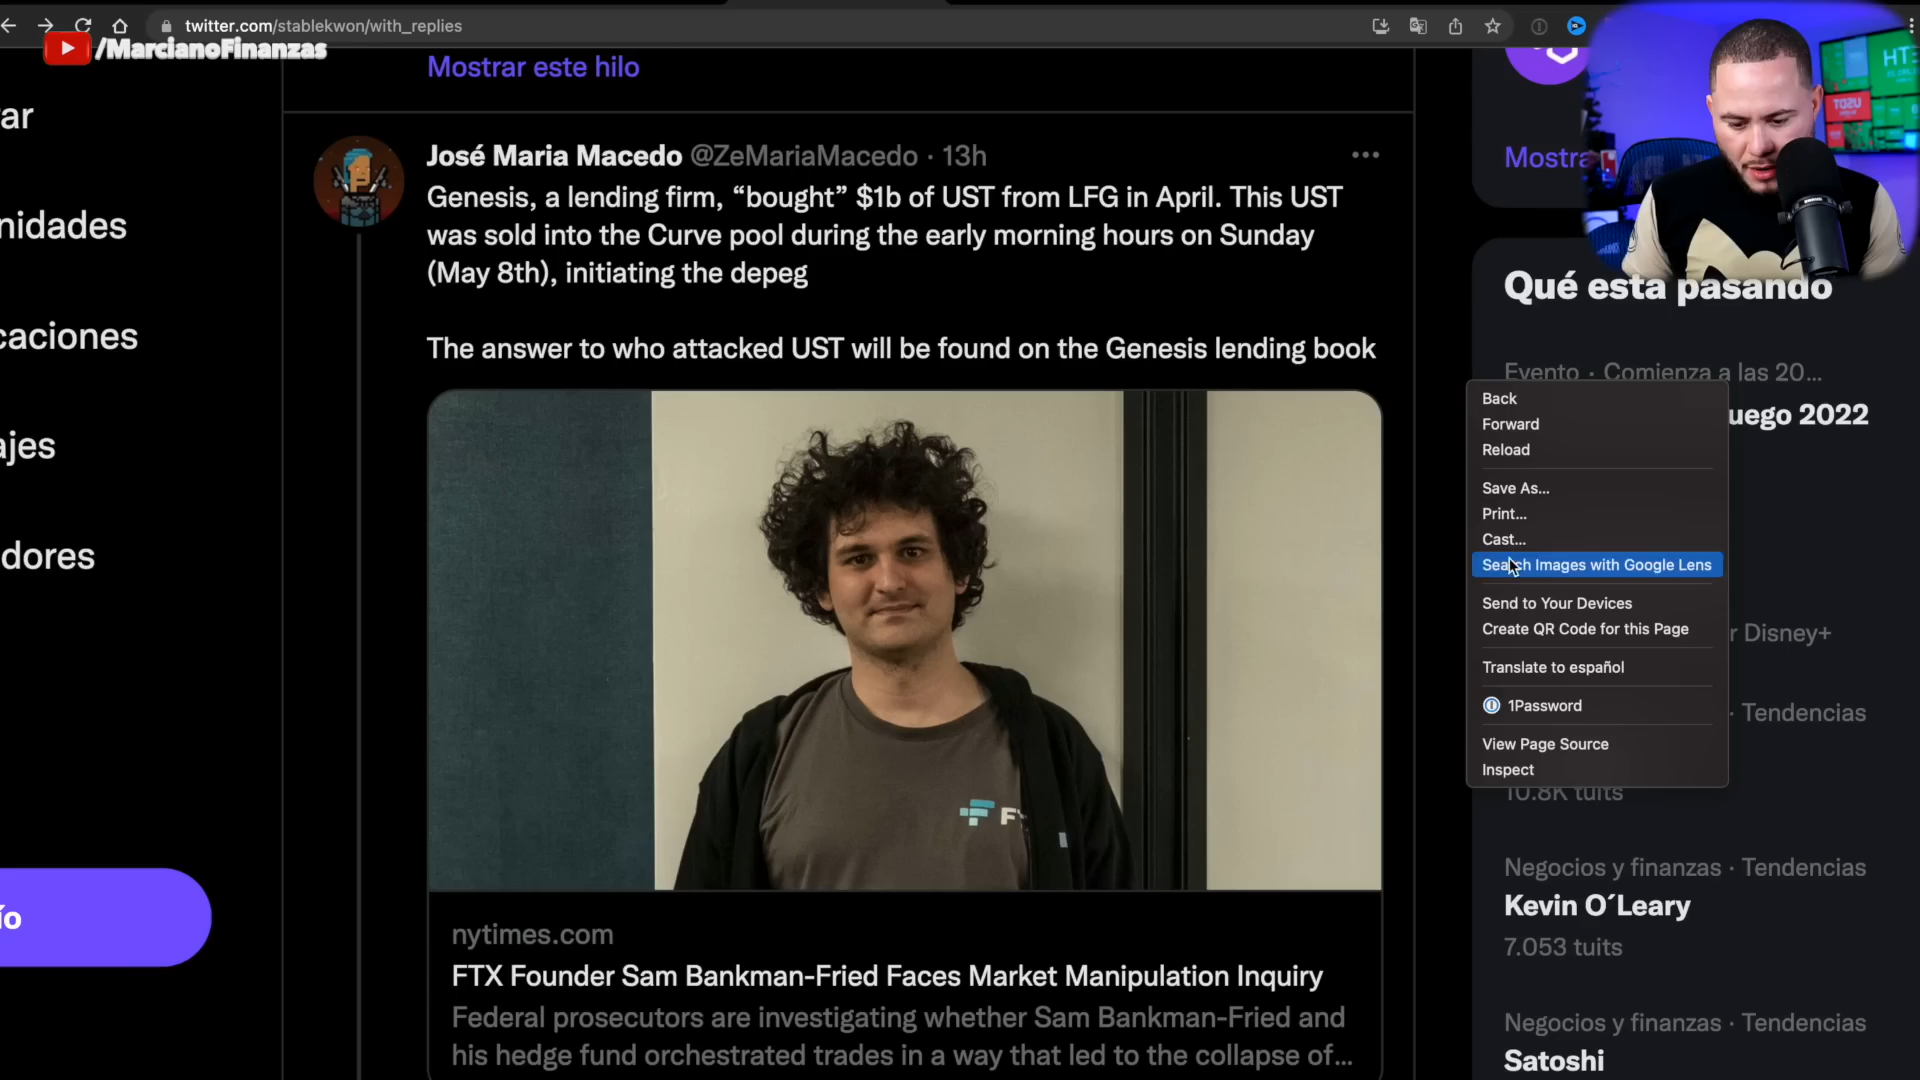 twitter.com/stablekwon/with_replies
/MarcianoFinanzas
Mostrar este hilo
ar
nidades
caciones
ajes
dores
ío
José Maria Macedo @ZeMariaMacedo · 13h
Genesis, a lending firm, “bought” $1b of UST from LFG in April. This UST
was sold into the Curve pool during the early morning hours on Sunday
(May 8th), initiating the depeg
The answer to who attacked UST will be found on the Genesis lending book
FT
nytimes.com
FTX Founder Sam Bankman-Fried Faces Market Manipulation Inquiry
Federal prosecutors are investigating whether Sam Bankman-Fried and
his hedge fund orchestrated trades in a way that led to the collapse of...
Mostra
USDT
Qué está pasando
Evento · Comienza a las 20...
uego 2022
Back
Forward
Reload
Save As...
Print...
Cast...
Search Images with Google Lens
Send to Your Devices
Create QR Code for this Page
Translate to español
1Password
View Page Source
Inspect
r Disney+
· Tendencias
10.8K tuits
Negocios y finanzas · Tendencias
Kevin O´Leary
7.053 tuits
Negocios y finanzas · Tendencias
Satoshi